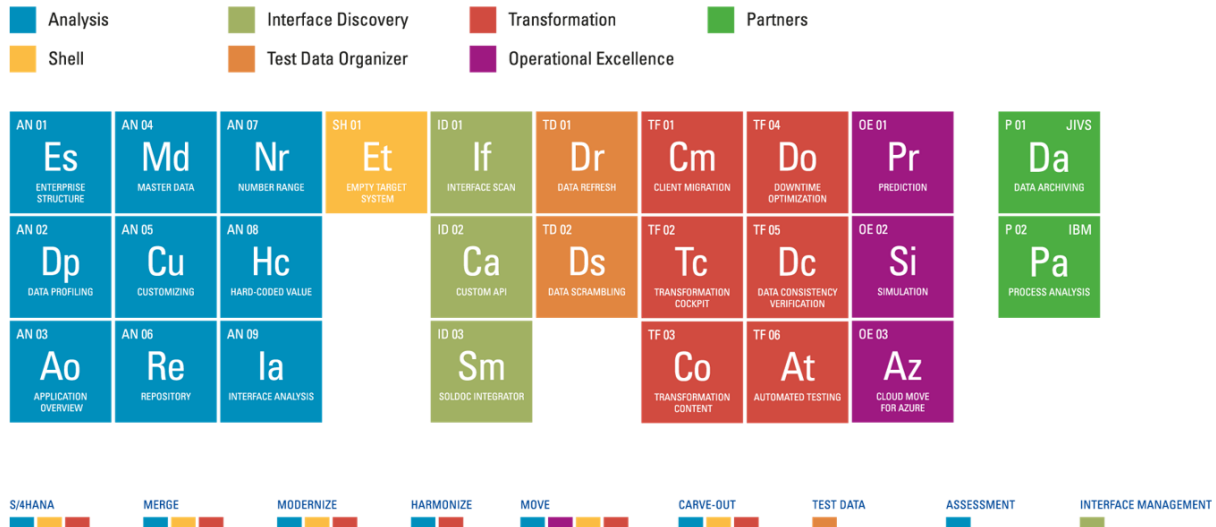 Analysis
Interface Discovery
Transformation
Partners
Shell
Test Data Organizer
Operational Excellence
AN 01
Es
ENTERPRISE
STRUCTURE
AN 04
Md
MASTER DATA
AN 07
Nr
NUMBER RANGE
SH 01
Et
EMPTY TARGET
SYSTEM
ID 01
If
INTERFACE SCAN
TD 01
Dr
DATA REFRESH
TF 01
Cm
CLIENT MIGRATION
TF 04
Do
DOWNTIME
OPTIMIZATION
OE 01
Pr
PREDICTION
P 01 JIVS
Da
DATA ARCHIVING
AN 02
Dp
DATA PROFILING
AN 05
Cu
CUSTOMIZING
AN 08
Hc
HARD-CODED VALUE
ID 02
Ca
CUSTOM API
TD 02
Ds
DATA SCRAMBLING
TF 02
Tc
TRANSFORMATION
COCKPIT
TF 05
Dc
DATA CONSISTENCY
VERIFICATION
OE 02
Si
SIMULATION
P 02 IBM
Pa
PROCESS ANALYSIS
AN 03
Ao
APPLICATION
OVERVIEW
AN 06
Re
REPOSITORY
AN 09
Ia
INTERFACE ANALYSIS
ID 03
Sm
SOLDOC INTEGRATOR
TF 03
Co
TRANSFORMATION
CONTENT
TF 06
At
AUTOMATED TESTING
OE 03
Az
CLOUD MOVE
FOR AZURE
S/4HANA
MERGE
MODERNIZE
HARMONIZE
MOVE
CARVE-OUT
TEST DATA
ASSESSMENT
INTERFACE MANAGEMENT